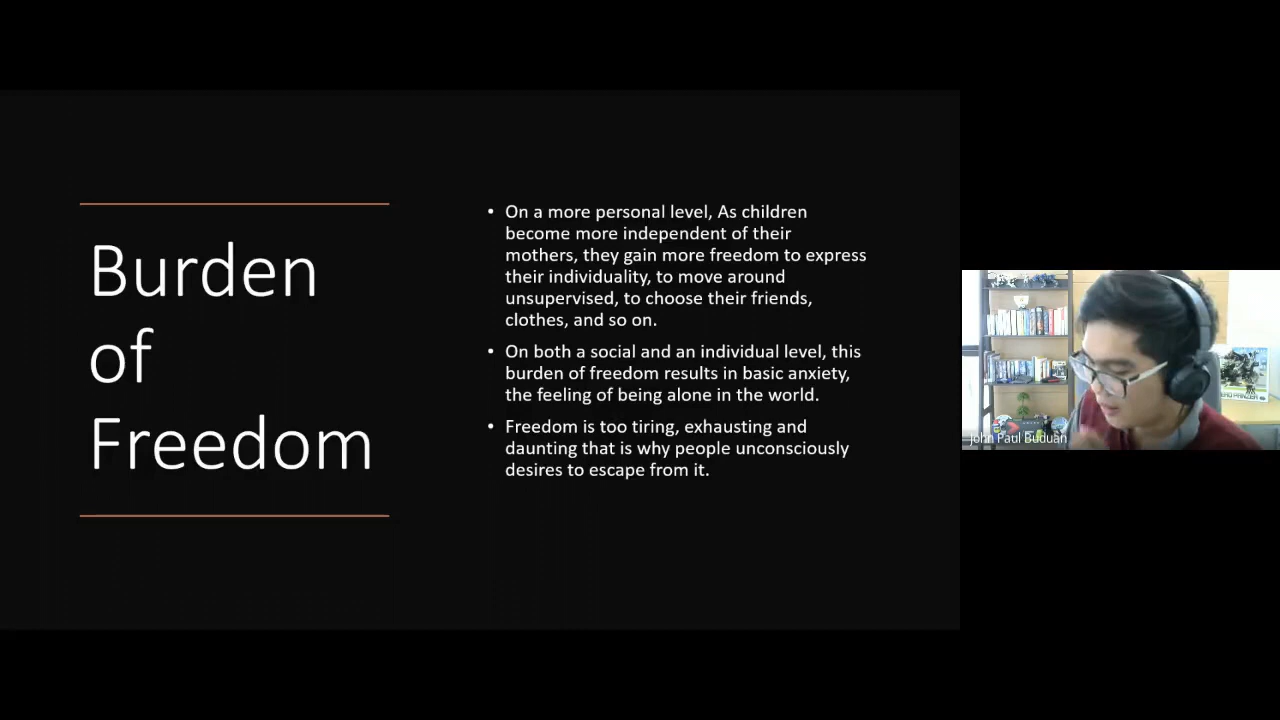 Burden
of
Freedom
• On a more personal level, As children
become more independent of their
mothers, they gain more freedom to express
their individuality, to move around
unsupervised, to choose their friends,
clothes, and so on.
• On both a social and an individual level, this
burden of freedom results in basic anxiety,
the feeling of being alone in the world.
• Freedom is too tiring, exhausting and
daunting that is why people unconsciously
desires to escape from it.
John Paul Buduan